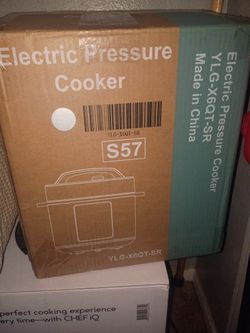 Electric Pressure
Cooker
YLG-X6QT-SR
S57
YLG-X6QT-SR
Electric Pressure Cooker
YLG-X6QT-SR
Made in China
perfect cooking experience
very time—with CHEF iQ